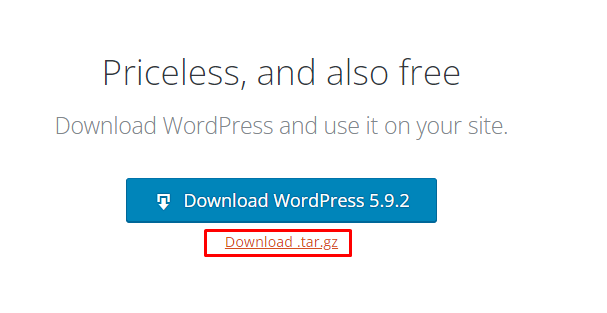 Priceless, and also free
Download WordPress and use it on your site.
Download WordPress 5.9.2
Download .tar.gz